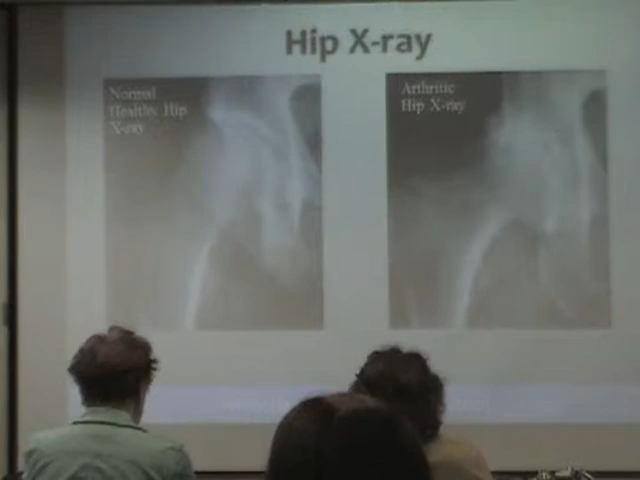 Hip X-ray
Normal
Healthy Hip
X-ray
Arthritic
Hip X-ray